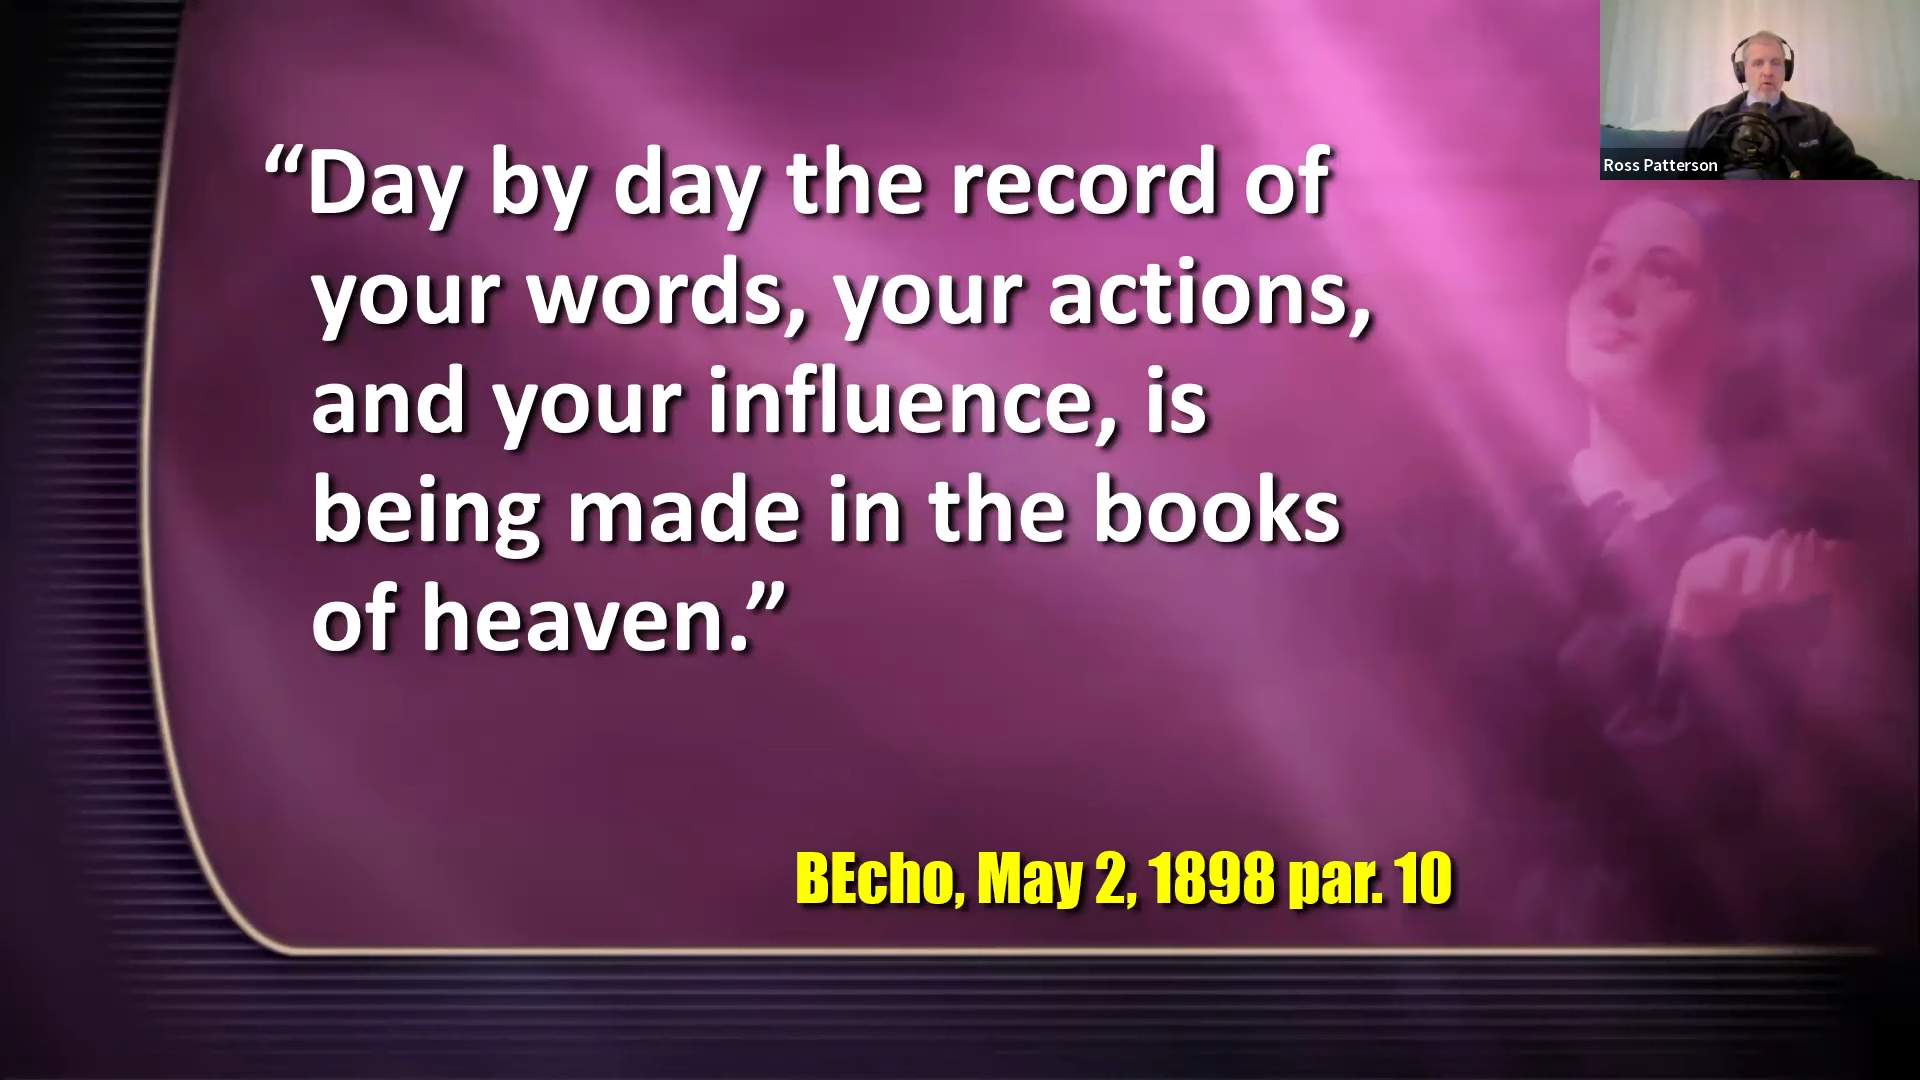 “Day by day the record of
your words, your actions,
and your influence, is
being made in the books
of heaven.”
BEcho, May 2, 1898 par. 10
Ross Patterson